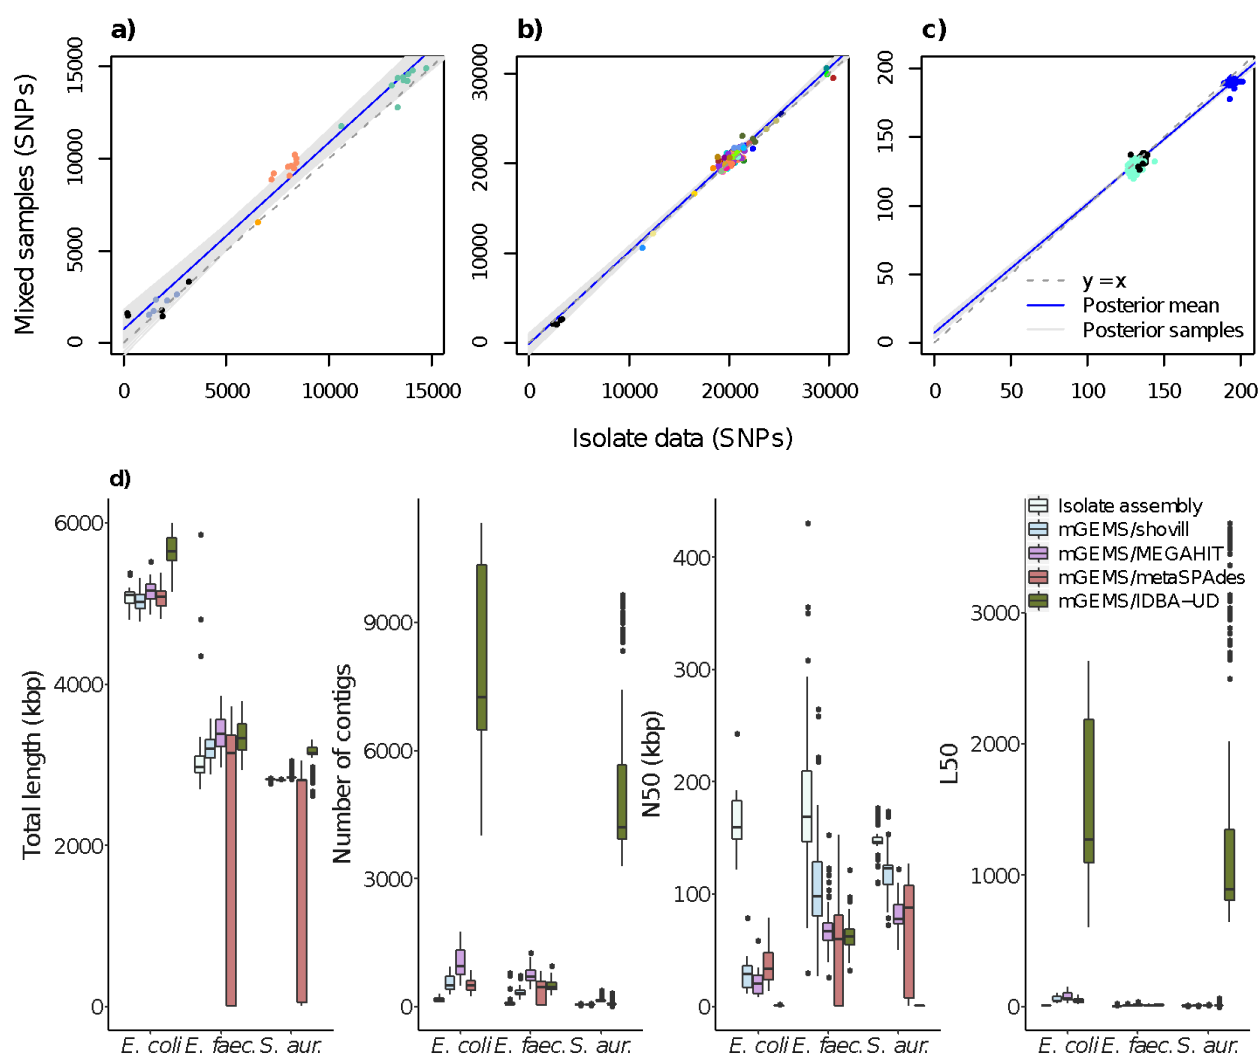 a)
b)
c)
Mixed samples (SNPs)
0
5000
10000
15000
0
5000
10000
15000
0
10000
20000
30000
0
10000
20000
30000
0
50
100
150
200
0
50
100
150
200
y = x
Posterior mean
Posterior samples
Isolate data (SNPs)
d)
Total length (kbp)
6000
4000
2000
0
E. coli E. faec. S. aur.
Number of contigs
9000
6000
3000
0
E. coli E. faec. S. aur.
N50 (kbp)
400
300
200
100
0
E. coli E. faec. S. aur.
L50
3000
2000
1000
0
E. coli E. faec. S. aur.
Isolate assembly
mGEMS/shovill
mGEMS/MEGAHIT
mGEMS/metaSPAdes
mGEMS/IDBA−UD